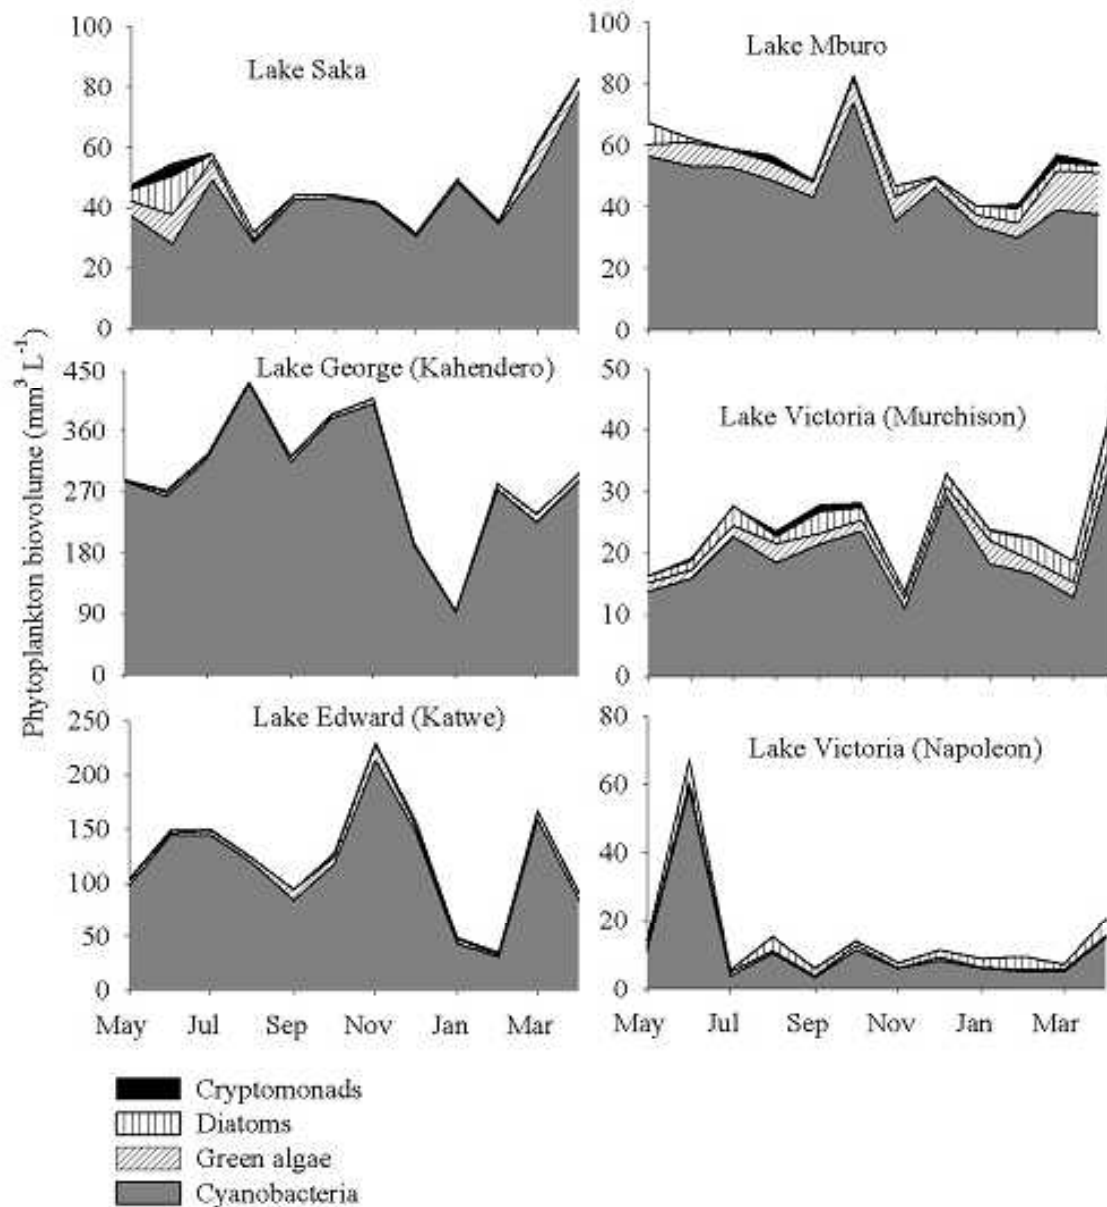 Lake Saka
100
80
60
40
20
0
Lake Mburo
100
80
60
40
20
0
Phytoplankton biovolume (mm³ L⁻¹)
Lake George (Kahendero)
450
360
270
180
90
0
Lake Victoria (Murchison)
50
40
30
20
10
0
Lake Edward (Katwe)
250
200
150
100
50
0
May Jul Sep Nov Jan Mar
Lake Victoria (Napoleon)
80
60
40
20
0
May Jul Sep Nov Jan Mar
Cryptomonads
Diatoms
Green algae
Cyanobacteria